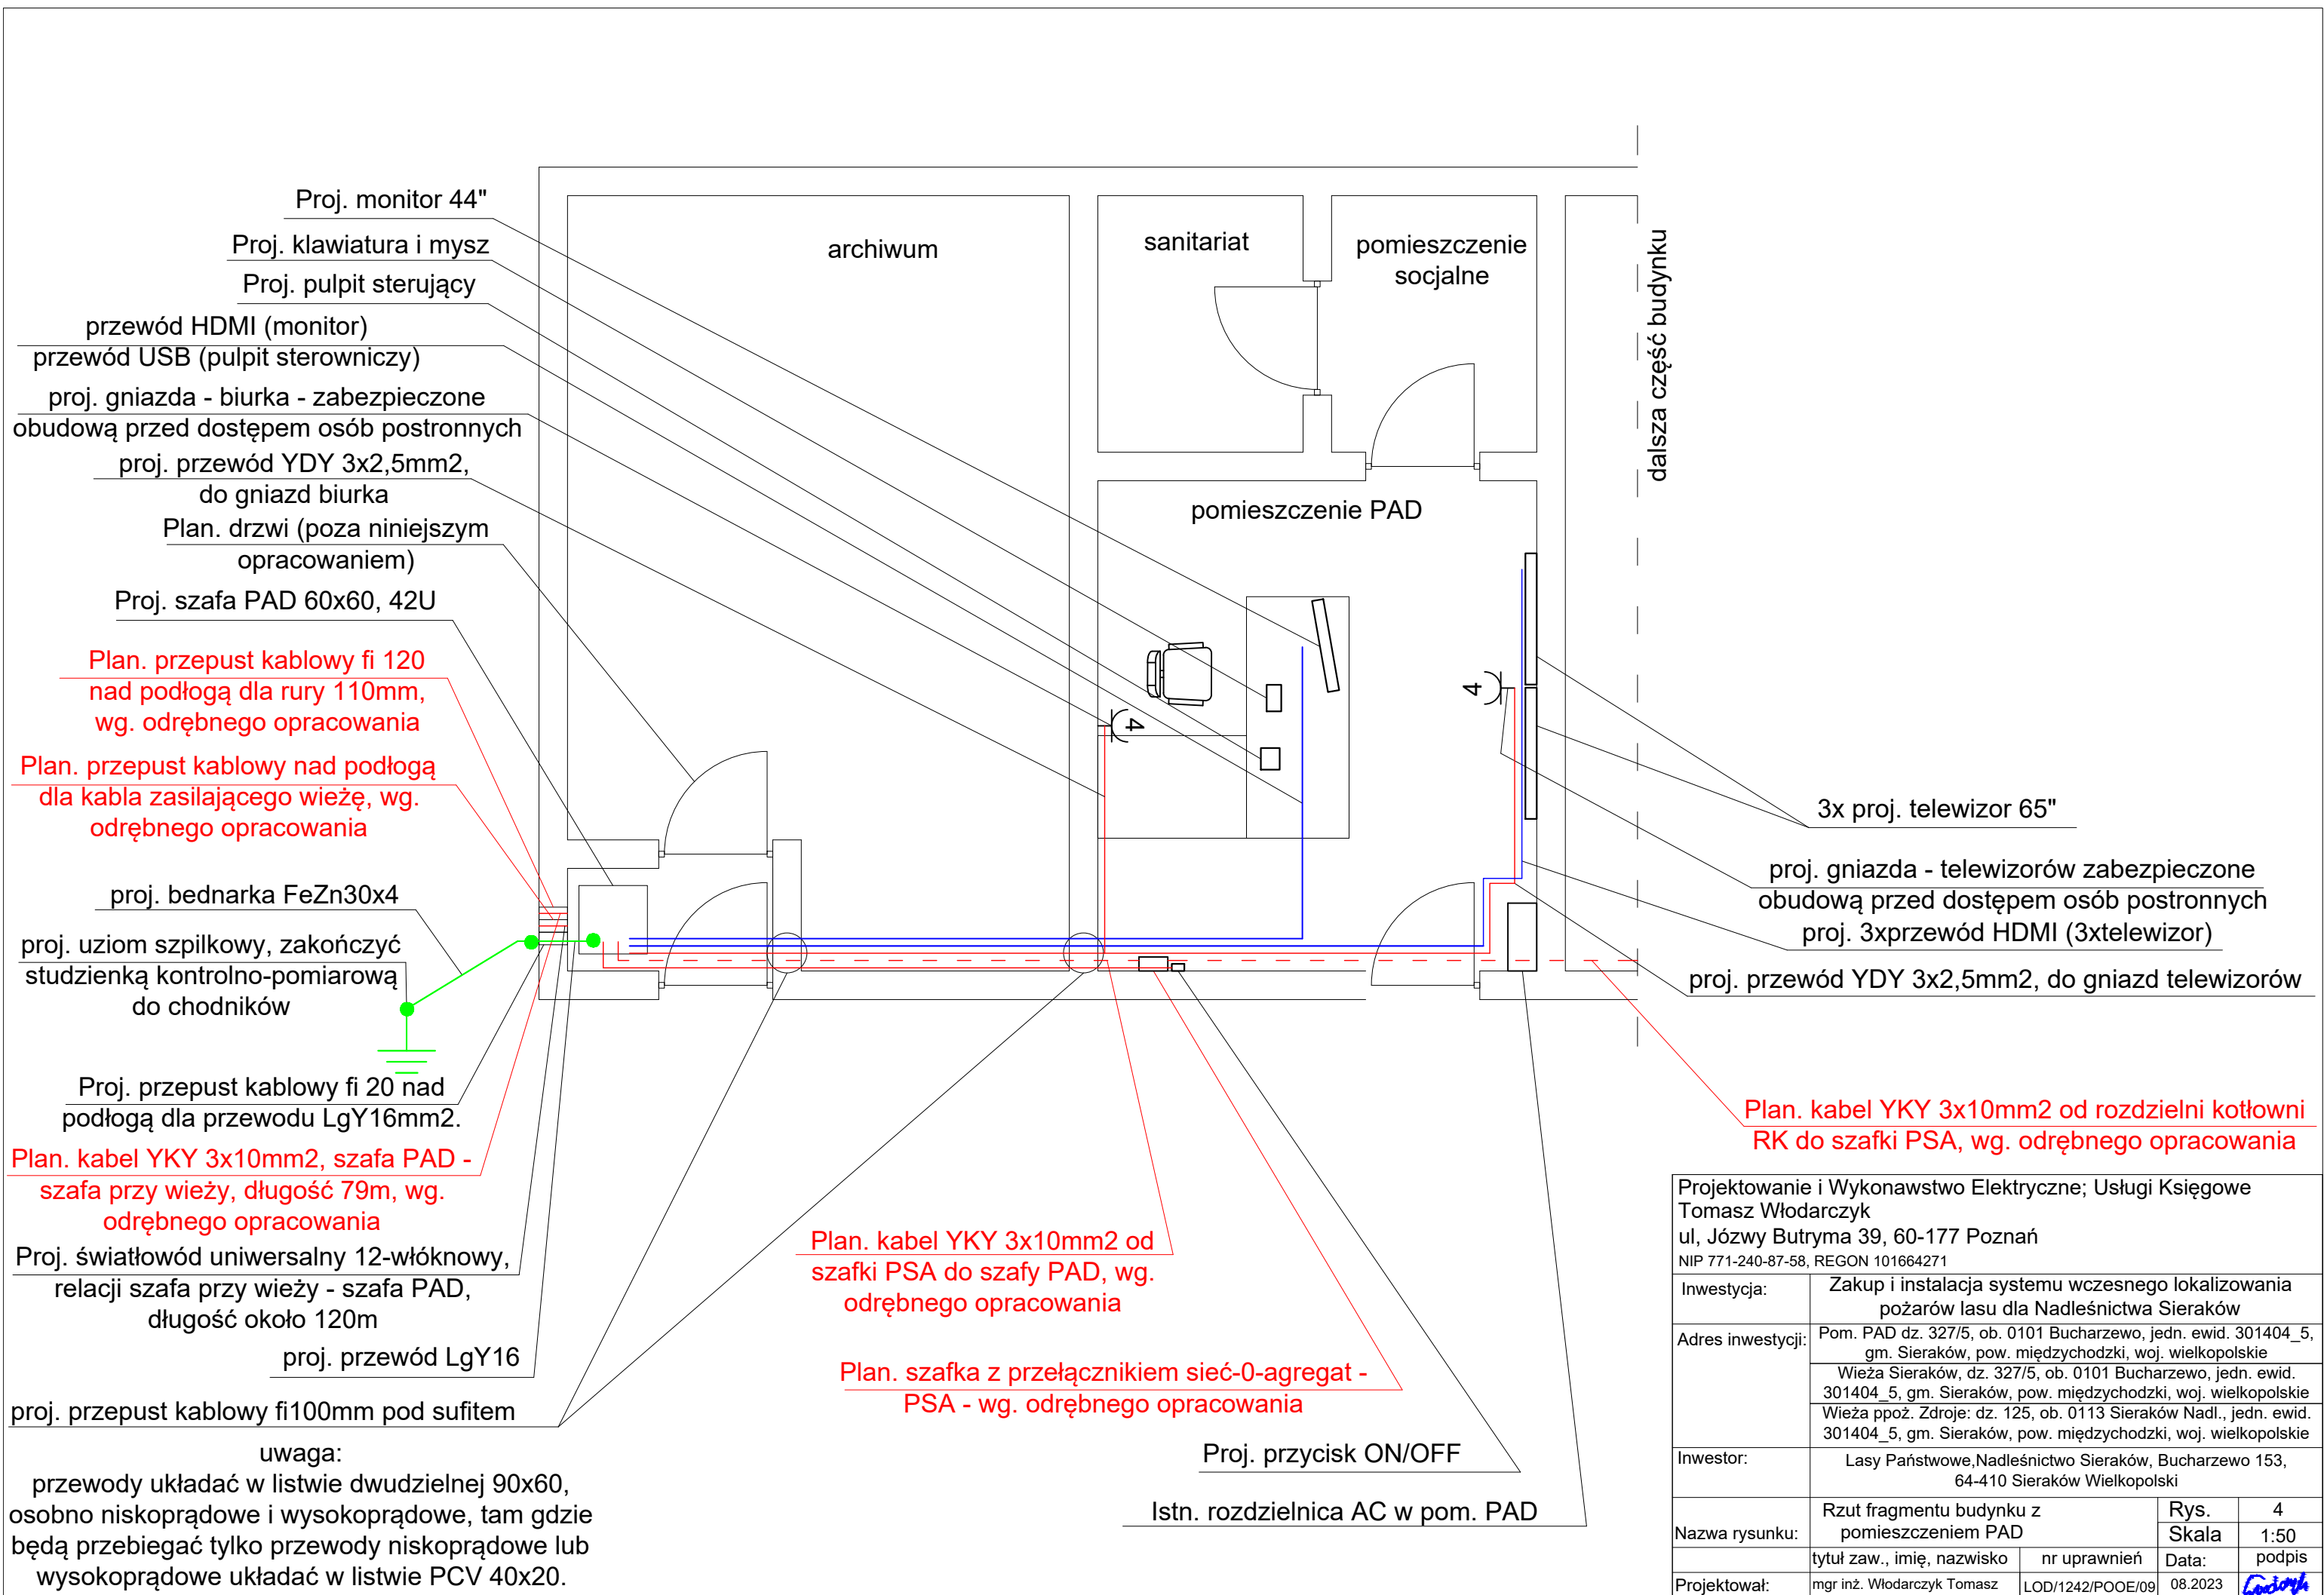 Proj. monitor 44"
Proj. klawiatura i mysz
Proj. pulpit sterujący
przewód HDMI (monitor)
przewód USB (pulpit sterowniczy)
proj. gniazda - biurka - zabezpieczone
obudową przed dostępem osób postronnych
proj. przewód YDY 3x2,5mm2,
do gniazd biurka
Plan. drzwi (poza niniejszym
opracowaniem)
Proj. szafa PAD 60x60, 42U
Plan. przepust kablowy fi 120
nad podłogą dla rury 110mm,
wg. odrębnego opracowania
Plan. przepust kablowy nad podłogą
dla kabla zasilającego wieżę, wg.
odrębnego opracowania
proj. bednarka FeZn30x4
proj. uziom szpilkowy, zakończyć
studzienką kontrolno-pomiarową
do chodników
Proj. przepust kablowy fi 20 nad
podłogą dla przewodu LgY16mm2.
Plan. kabel YKY 3x10mm2, szafa PAD -
szafa przy wieży, długość 79m, wg.
odrębnego opracowania
Proj. światłowód uniwersalny 12-włóknowy,
relacji szafa przy wieży - szafa PAD,
długość około 120m
proj. przewód LgY16
proj. przepust kablowy fi100mm pod sufitem
uwaga:
przewody układać w listwie dwudzielnej 90x60,
osobno niskoprądowe i wysokoprądowe, tam gdzie
będą przebiegać tylko przewody niskoprądowe lub
wysokoprądowe układać w listwie PCV 40x20.
archiwum
sanitariat
pomieszczenie
socjalne
pomieszczenie PAD
4
4
dalsza część budynku
3x proj. telewizor 65"
proj. gniazda - telewizorów zabezpieczone
obudową przed dostępem osób postronnych
proj. 3xprzewód HDMI (3xtelewizor)
proj. przewód YDY 3x2,5mm2, do gniazd telewizorów
Plan. kabel YKY 3x10mm2 od rozdzielni kotłowni
RK do szafki PSA, wg. odrębnego opracowania
Plan. kabel YKY 3x10mm2 od
szafki PSA do szafy PAD, wg.
odrębnego opracowania
Plan. szafka z przełącznikiem sieć-0-agregat -
PSA - wg. odrębnego opracowania
Proj. przycisk ON/OFF
Istn. rozdzielnica AC w pom. PAD
Projektowanie i Wykonawstwo Elektryczne; Usługi Księgowe
Tomasz Włodarczyk
ul, Józwy Butryma 39, 60-177 Poznań
NIP 771-240-87-58, REGON 101664271
Inwestycja: Zakup i instalacja systemu wczesnego lokalizowania
pożarów lasu dla Nadleśnictwa Sieraków
Adres inwestycji: Pom. PAD dz. 327/5, ob. 0101 Bucharzewo, jedn. ewid. 301404_5,
gm. Sieraków, pow. międzychodzki, woj. wielkopolskie
Wieża Sieraków, dz. 327/5, ob. 0101 Bucharzewo, jedn. ewid.
301404_5, gm. Sieraków, pow. międzychodzki, woj. wielkopolskie
Wieża ppoż. Zdroje: dz. 125, ob. 0113 Sieraków Nadl., jedn. ewid.
301404_5, gm. Sieraków, pow. międzychodzki, woj. wielkopolskie
Inwestor: Lasy Państwowe,Nadleśnictwo Sieraków, Bucharzewo 153,
64-410 Sieraków Wielkopolski
Nazwa rysunku: Rzut fragmentu budynku z
pomieszczeniem PAD
Rys. 4
Skala 1:50
tytuł zaw., imię, nazwisko nr uprawnień Data: podpis
Projektował: mgr inż. Włodarczyk Tomasz LOD/1242/POOE/09 08.2023